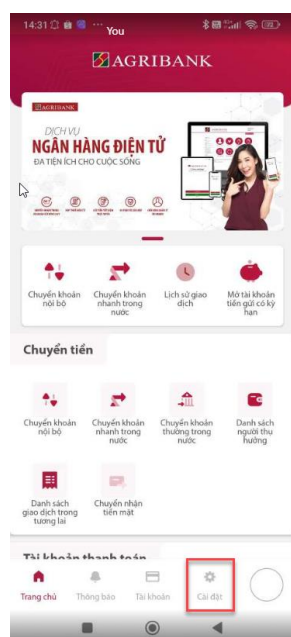 14:31
You
AGRIBANK
AGRIBANK
DỊCH VỤ
NGÂN HÀNG ĐIỆN TỬ
ĐA TIỆN ÍCH CHO CUỘC SỐNG
Chuyển khoản nội bộ
Chuyển khoản nhanh trong nước
Lịch sử giao dịch
Mở tài khoản tiền gửi có kỳ hạn
Chuyển tiền
Chuyển khoản nội bộ
Chuyển khoản nhanh trong nước
Chuyển khoản thường trong nước
Danh sách người thụ hưởng
Danh sách giao dịch trong tương lai
Chuyển nhận tiền mặt
Tài khoản thanh toán
Trang chủ
Thông báo
Tài khoản
Cài đặt